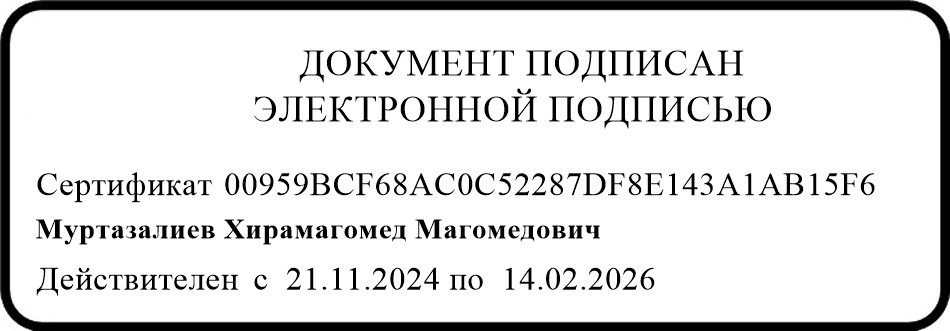 ДОКУМЕНТ ПОДПИСАН
ЭЛЕКТРОННОЙ ПОДПИСЬЮ
Сертификат 00959BCF68AC0C52287DF8E143A1AB15F6
Муртазалиев Хирамагомед Магомедович
Действителен с 21.11.2024 по 14.02.2026